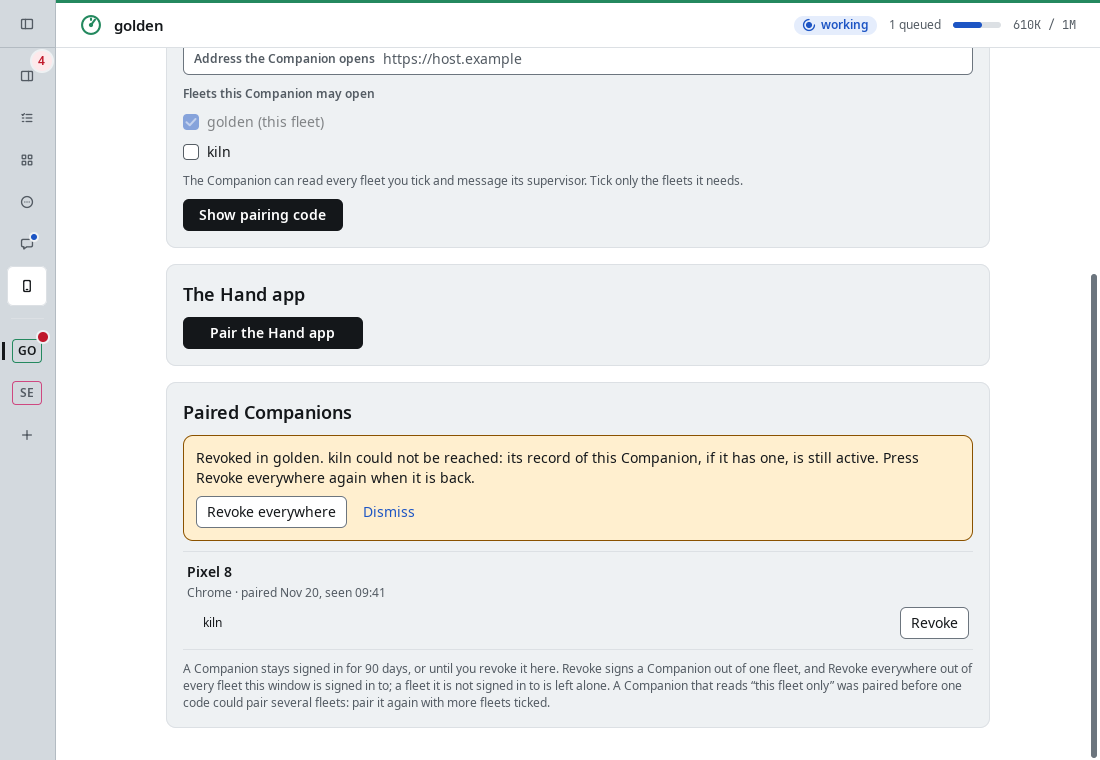 golden
working
1 queued
610K / 1M
4
Address the Companion opens https://host.example
Fleets this Companion may open
golden (this fleet)
kiln
The Companion can read every fleet you tick and message its supervisor. Tick only the fleets it needs.
Show pairing code
The Hand app
Pair the Hand app
GO
SE
Paired Companions
Revoked in golden. kiln could not be reached: its record of this Companion, if it has one, is still active. Press
Revoke everywhere again when it is back.
Revoke everywhere
Dismiss
Pixel 8
Chrome · paired Nov 20, seen 09:41
kiln
Revoke
A Companion stays signed in for 90 days, or until you revoke it here. Revoke signs a Companion out of one fleet, and Revoke everywhere out of
every fleet this window is signed in to; a fleet it is not signed in to is left alone. A Companion that reads “this fleet only” was paired before one
code could pair several fleets: pair it again with more fleets ticked.